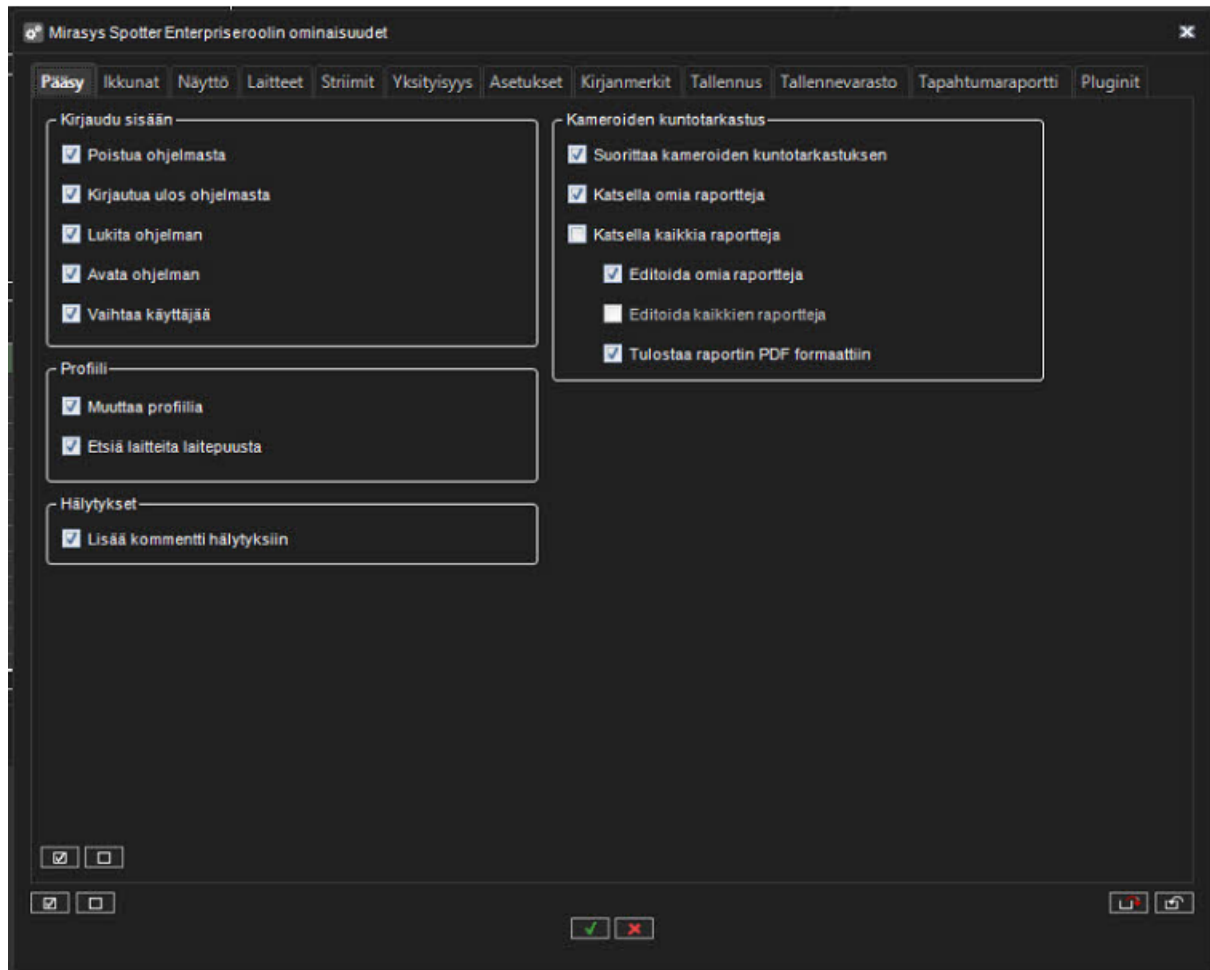 Mirasys Spotter Enterpriseroolin ominaisuudet
Pääsy Ikkunat Näyttö Laitteet Striimit Yksityisyys Asetukset Kirjanmerkit Tallennus Tallennevarasto Tapahtumaraportti Pluginit
Kirjaudu sisään
Poistua ohjelmasta
Kirjautua ulos ohjelmasta
Lukita ohjelman
Avata ohjelman
Vaihtaa käyttäjää
Profiili
Muuttaa profiilia
Etsiä laitteita laitepuusta
Hälytykset
Lisää kommentti hälytyksiin
Kameroiden kuntotarkastus
Suorittaa kameroiden kuntotarkastuksen
Katsella omia raportteja
Katsella kaikkia raportteja
Editoida omia raportteja
Editoida kaikkien raportteja
Tulostaa raportin PDF formaattiin